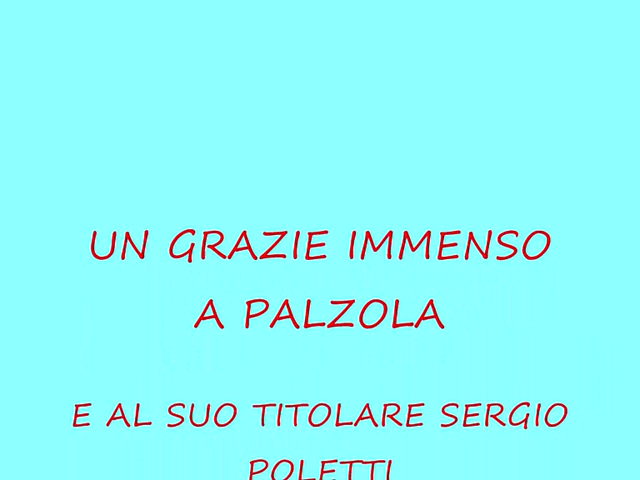 UN GRAZIE IMMENSO
A PALZOLA
E AL SUO TITOLARE SERGIO
POLETTI